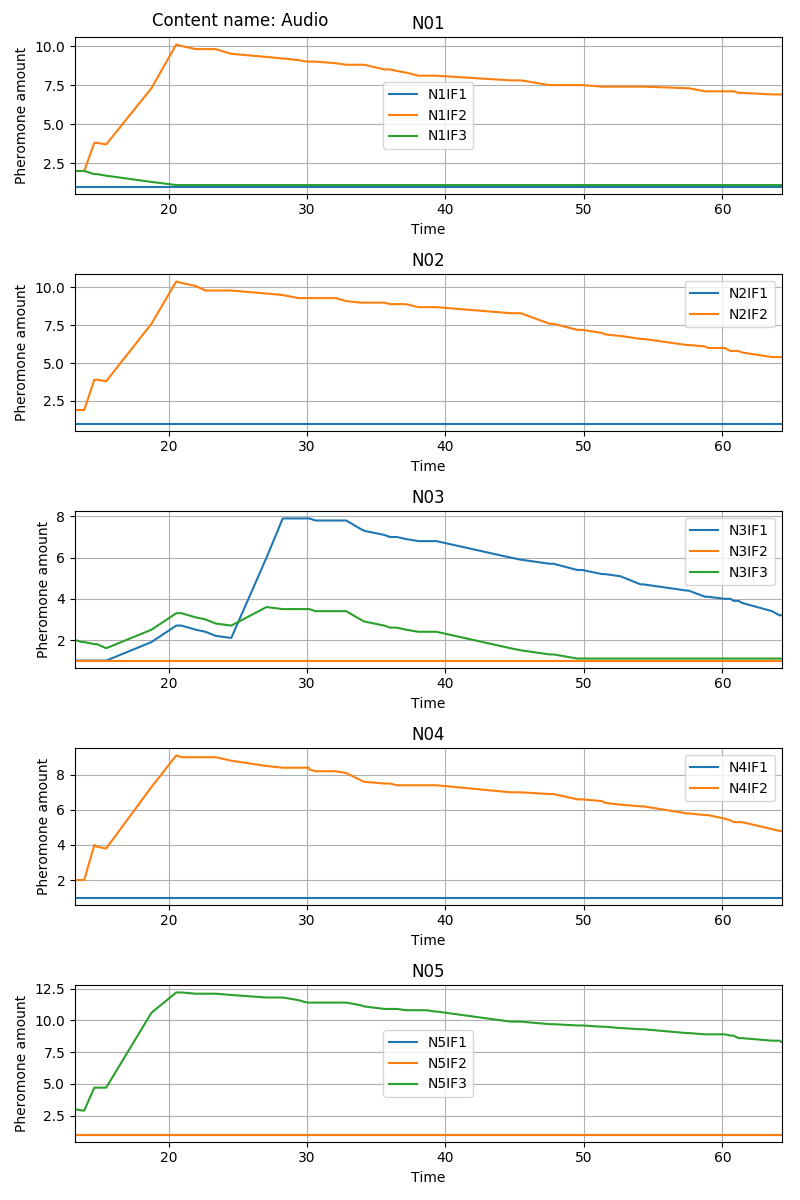 Content name: Audio
N01
10.0
7.5
5.0
2.5
Pheromone amount
N1IF1
N1IF2
N1IF3
20 30 40 50 60
Time
N02
10.0
7.5
5.0
2.5
Pheromone amount
N2IF1
N2IF2
20 30 40 50 60
Time
N03
8
6
4
2
Pheromone amount
N3IF1
N3IF2
N3IF3
20 30 40 50 60
Time
N04
8
6
4
2
Pheromone amount
N4IF1
N4IF2
20 30 40 50 60
Time
N05
12.5
10.0
7.5
5.0
2.5
Pheromone amount
N5IF1
N5IF2
N5IF3
20 30 40 50 60
Time